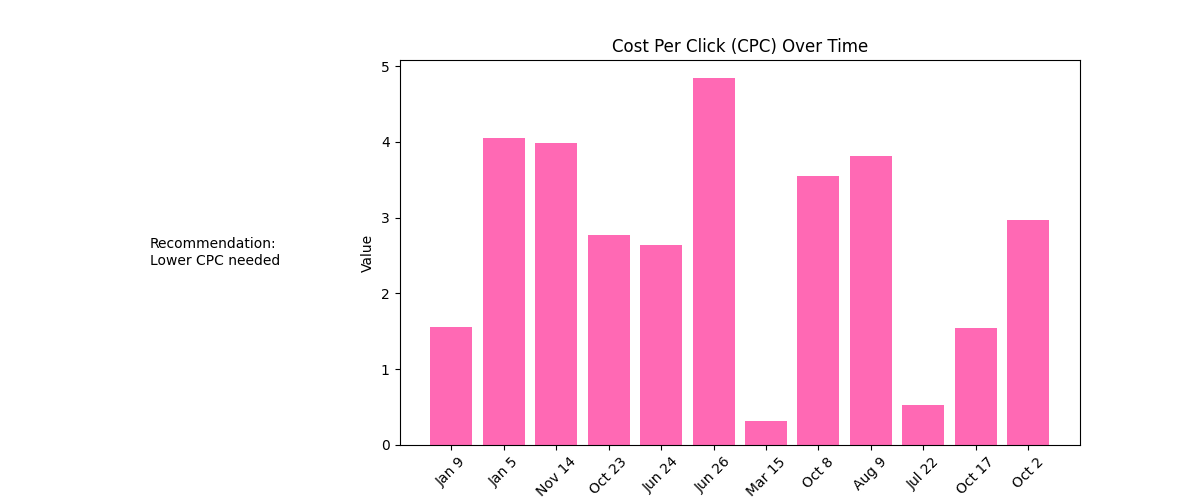 Cost Per Click (CPC) Over Time
Recommendation:
Lower CPC needed
Value
5
4
3
2
1
0
Jan 9
Jan 5
Nov 14
Oct 23
Jun 24
Jun 26
Mar 15
Oct 8
Aug 9
Jul 22
Oct 17
Oct 2